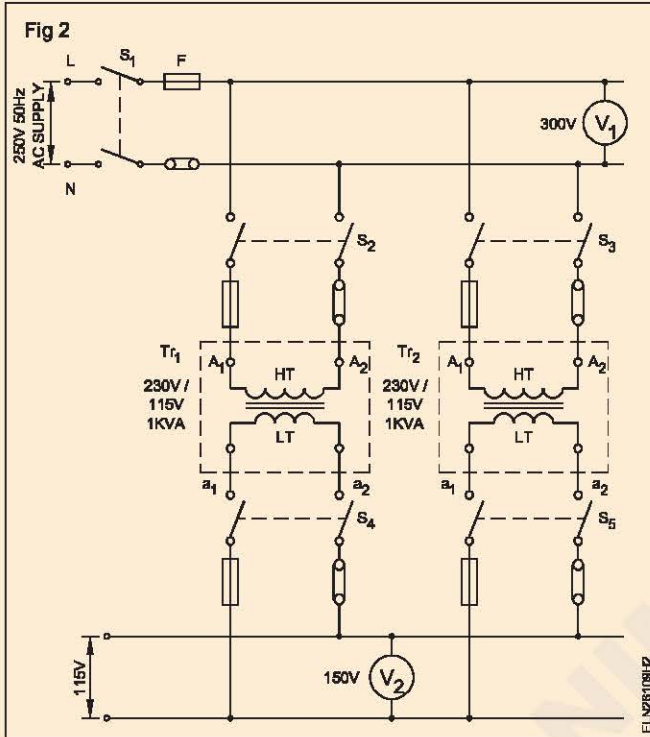 Fig 2
L
S1
F
250V 50Hz
AC SUPPLY
N
300V
V1
S2
S3
Tr1
230V /
115V
1KVA
A1
A2
HT
LT
Tr2
230V /
115V
1KVA
A1
A2
HT
LT
a1
a2
a1
a2
S4
S5
115V
150V
V2